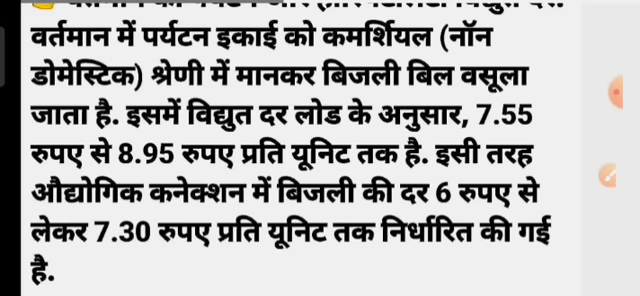 वर्तमान में पर्यटन इकाई को कमर्शियल (नॉन
डोमेस्टिक) श्रेणी में मानकर बिजली बिल वसूला
जाता है. इसमें विद्युत दर लोड के अनुसार, 7.55
रुपए से 8.95 रुपए प्रति यूनिट तक है. इसी तरह
औद्योगिक कनेक्शन में बिजली की दर 6 रुपए से
लेकर 7.30 रुपए प्रति यूनिट तक निर्धारित की गई
है.